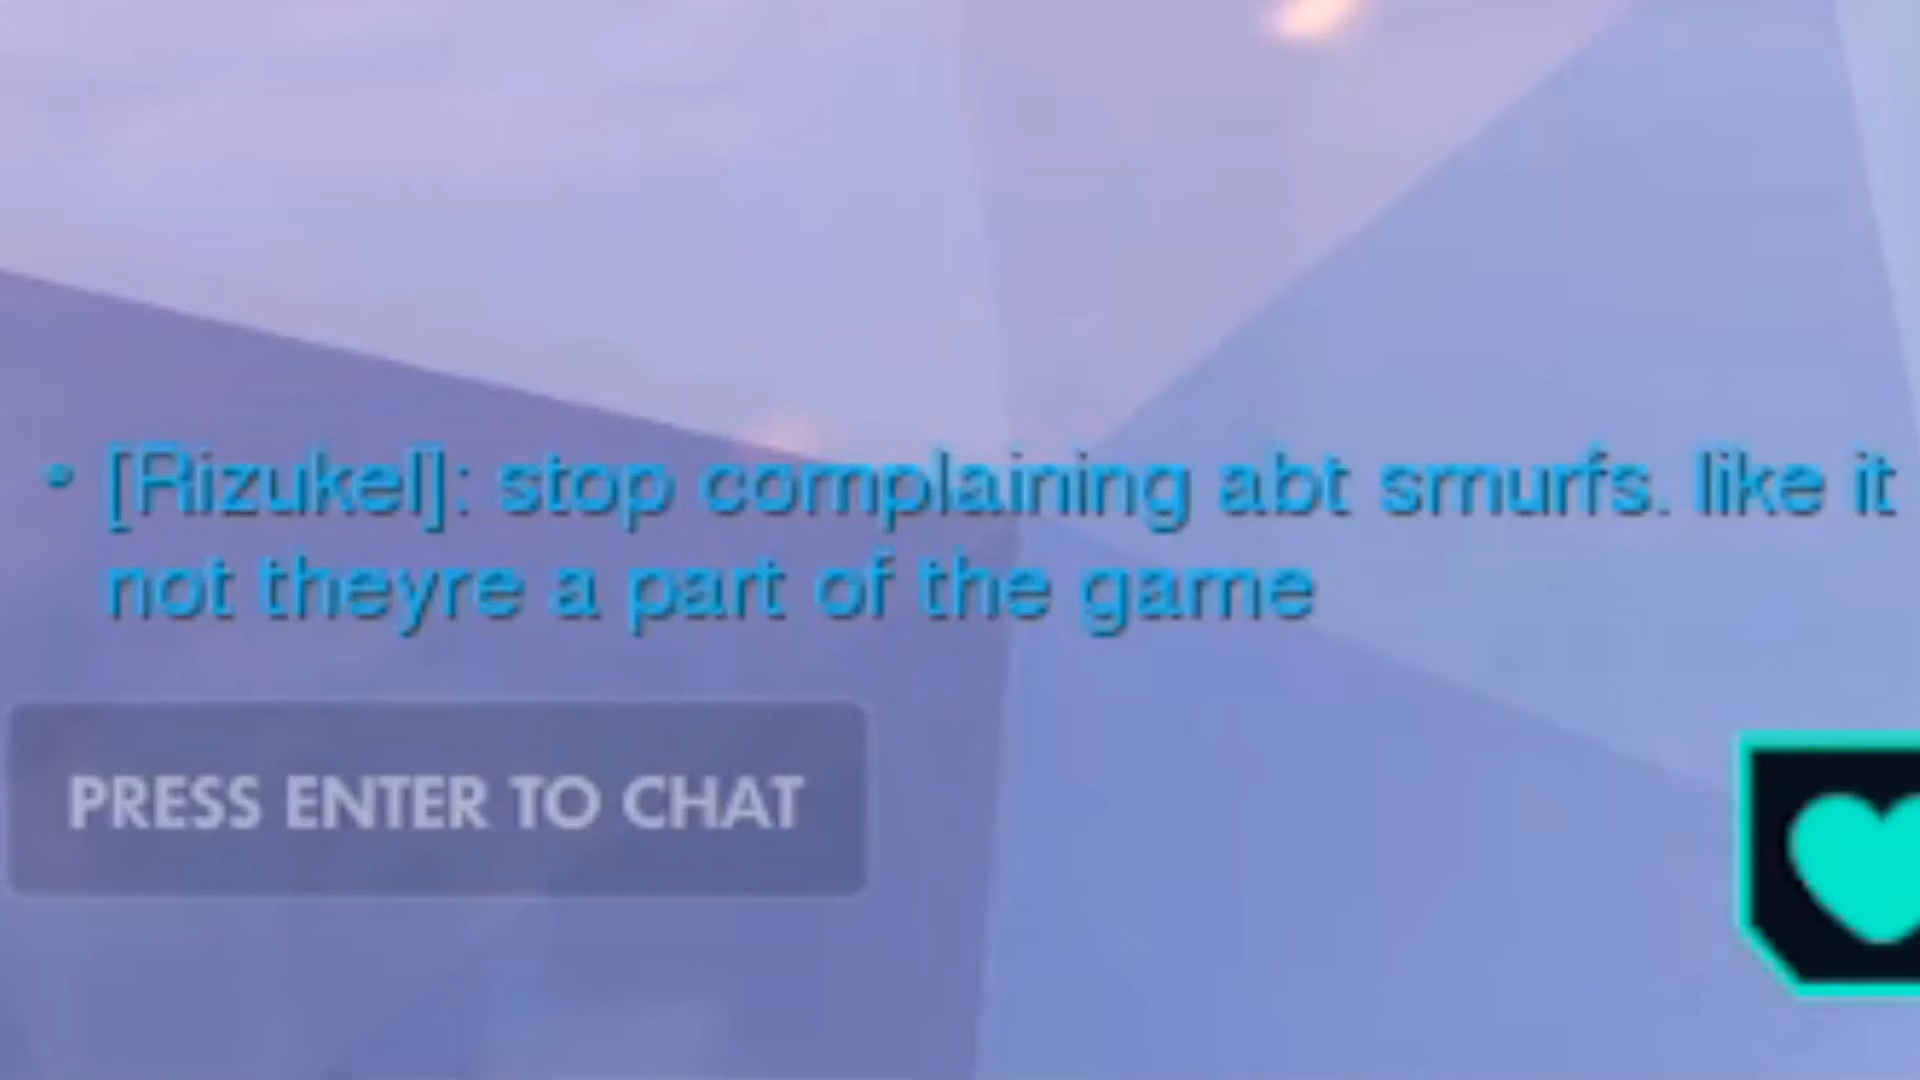 • [Rizukel]: stop complaining abt smurfs. like it
not theyre a part of the game
PRESS ENTER TO CHAT